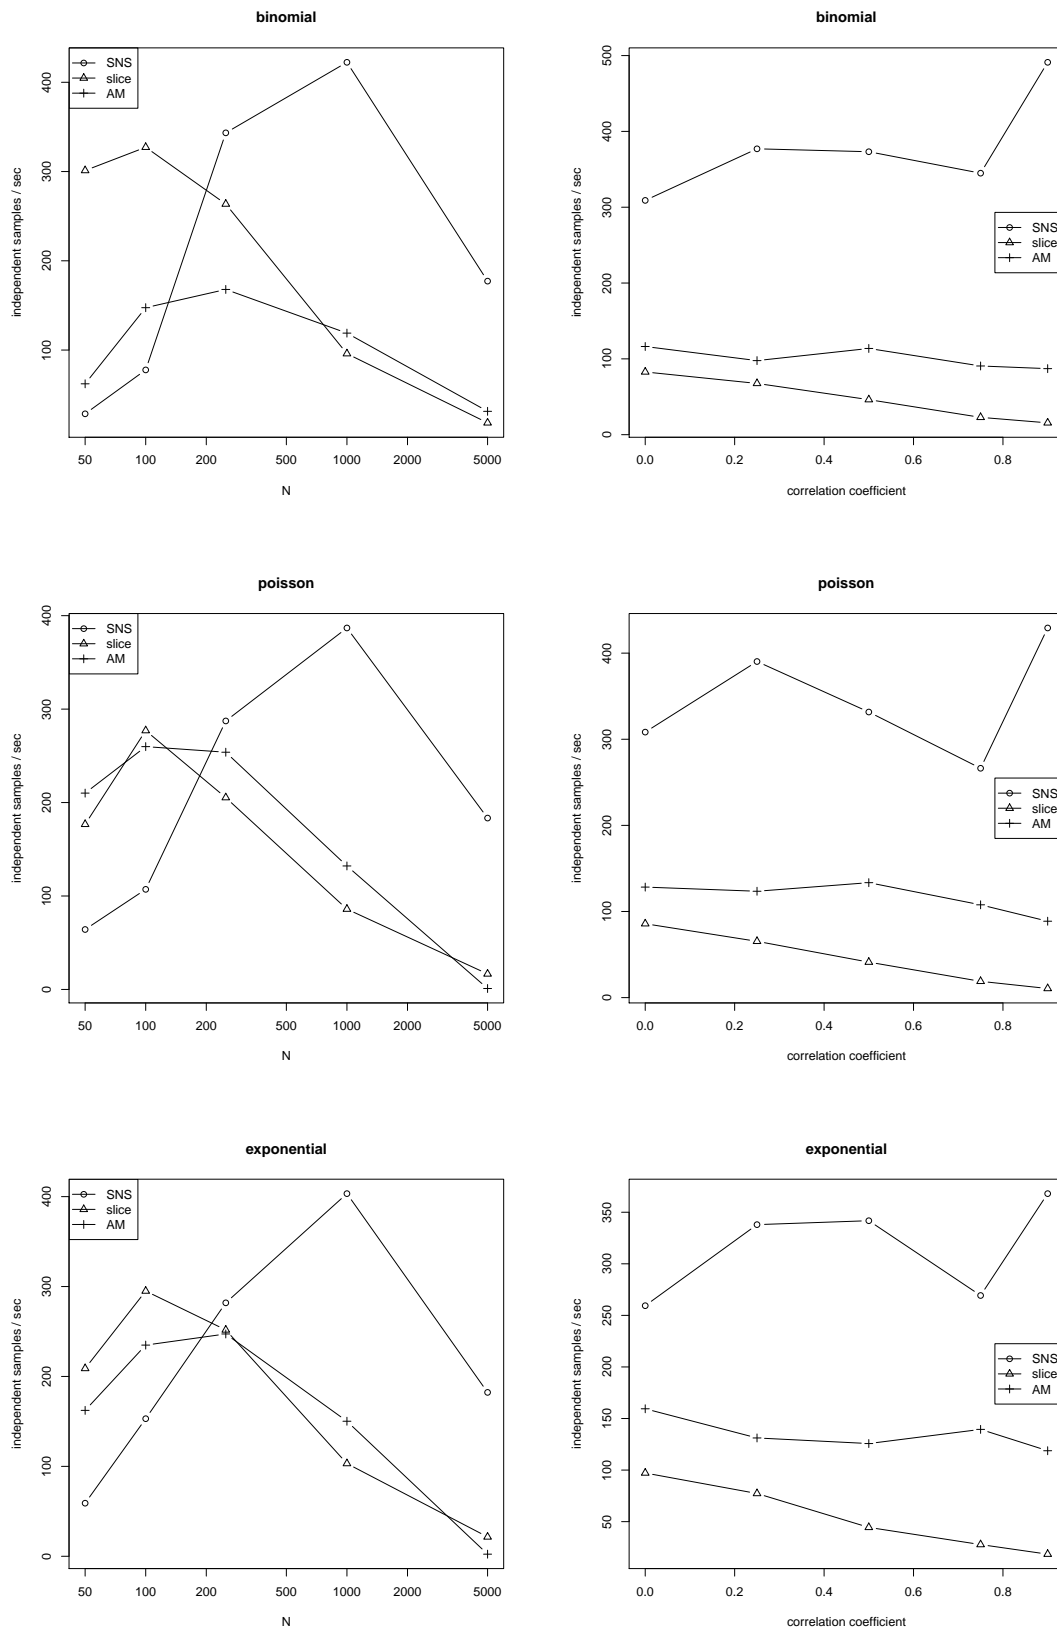 binomial
independent samples / sec
100 200 300 400
SNS
slice
AM
50 100 200 500 1000 2000 5000
N
binomial
independent samples / sec
0 100 200 300 400 500
SNS
slice
AM
0.0 0.2 0.4 0.6 0.8
correlation coefficient
poisson
independent samples / sec
0 100 200 300 400
SNS
slice
AM
50 100 200 500 1000 2000 5000
N
poisson
independent samples / sec
0 100 200 300 400
SNS
slice
AM
0.0 0.2 0.4 0.6 0.8
correlation coefficient
exponential
independent samples / sec
0 100 200 300 400
SNS
slice
AM
50 100 200 500 1000 2000 5000
N
exponential
independent samples / sec
50 100 150 200 250 300 350
SNS
slice
AM
0.0 0.2 0.4 0.6 0.8
correlation coefficient